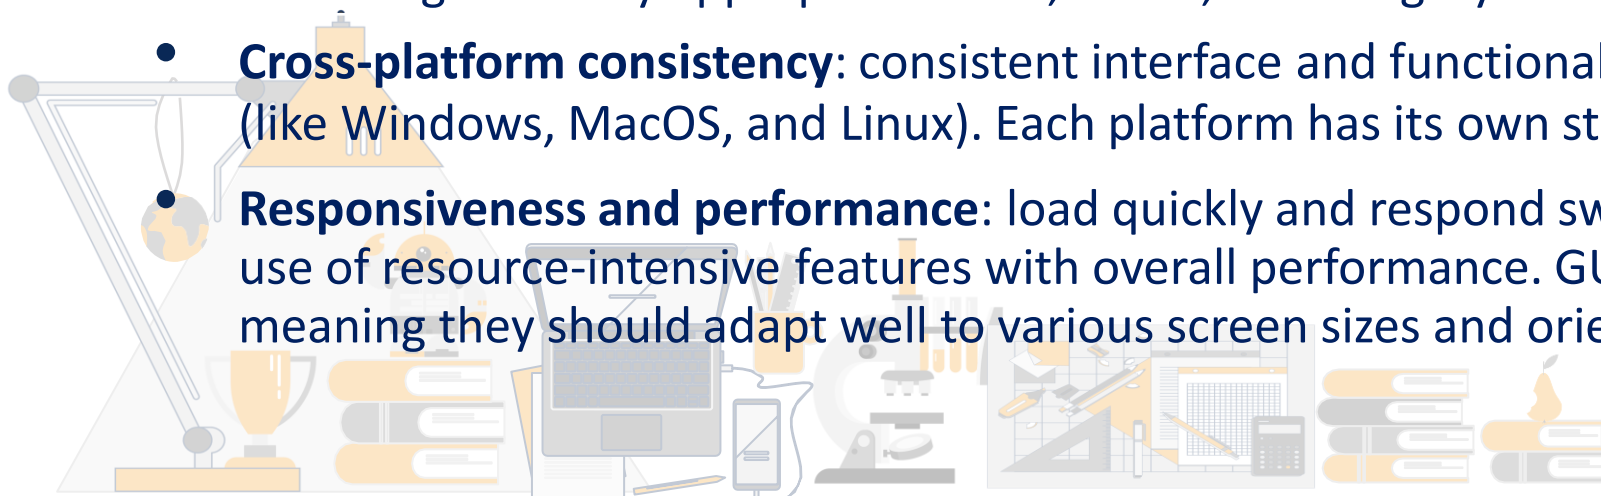 • Cross-platform consistency: consistent interface and functional
(like Windows, MacOS, and Linux). Each platform has its own st
• Responsiveness and performance: load quickly and respond sw
use of resource-intensive features with overall performance. GU
meaning they should adapt well to various screen sizes and orie